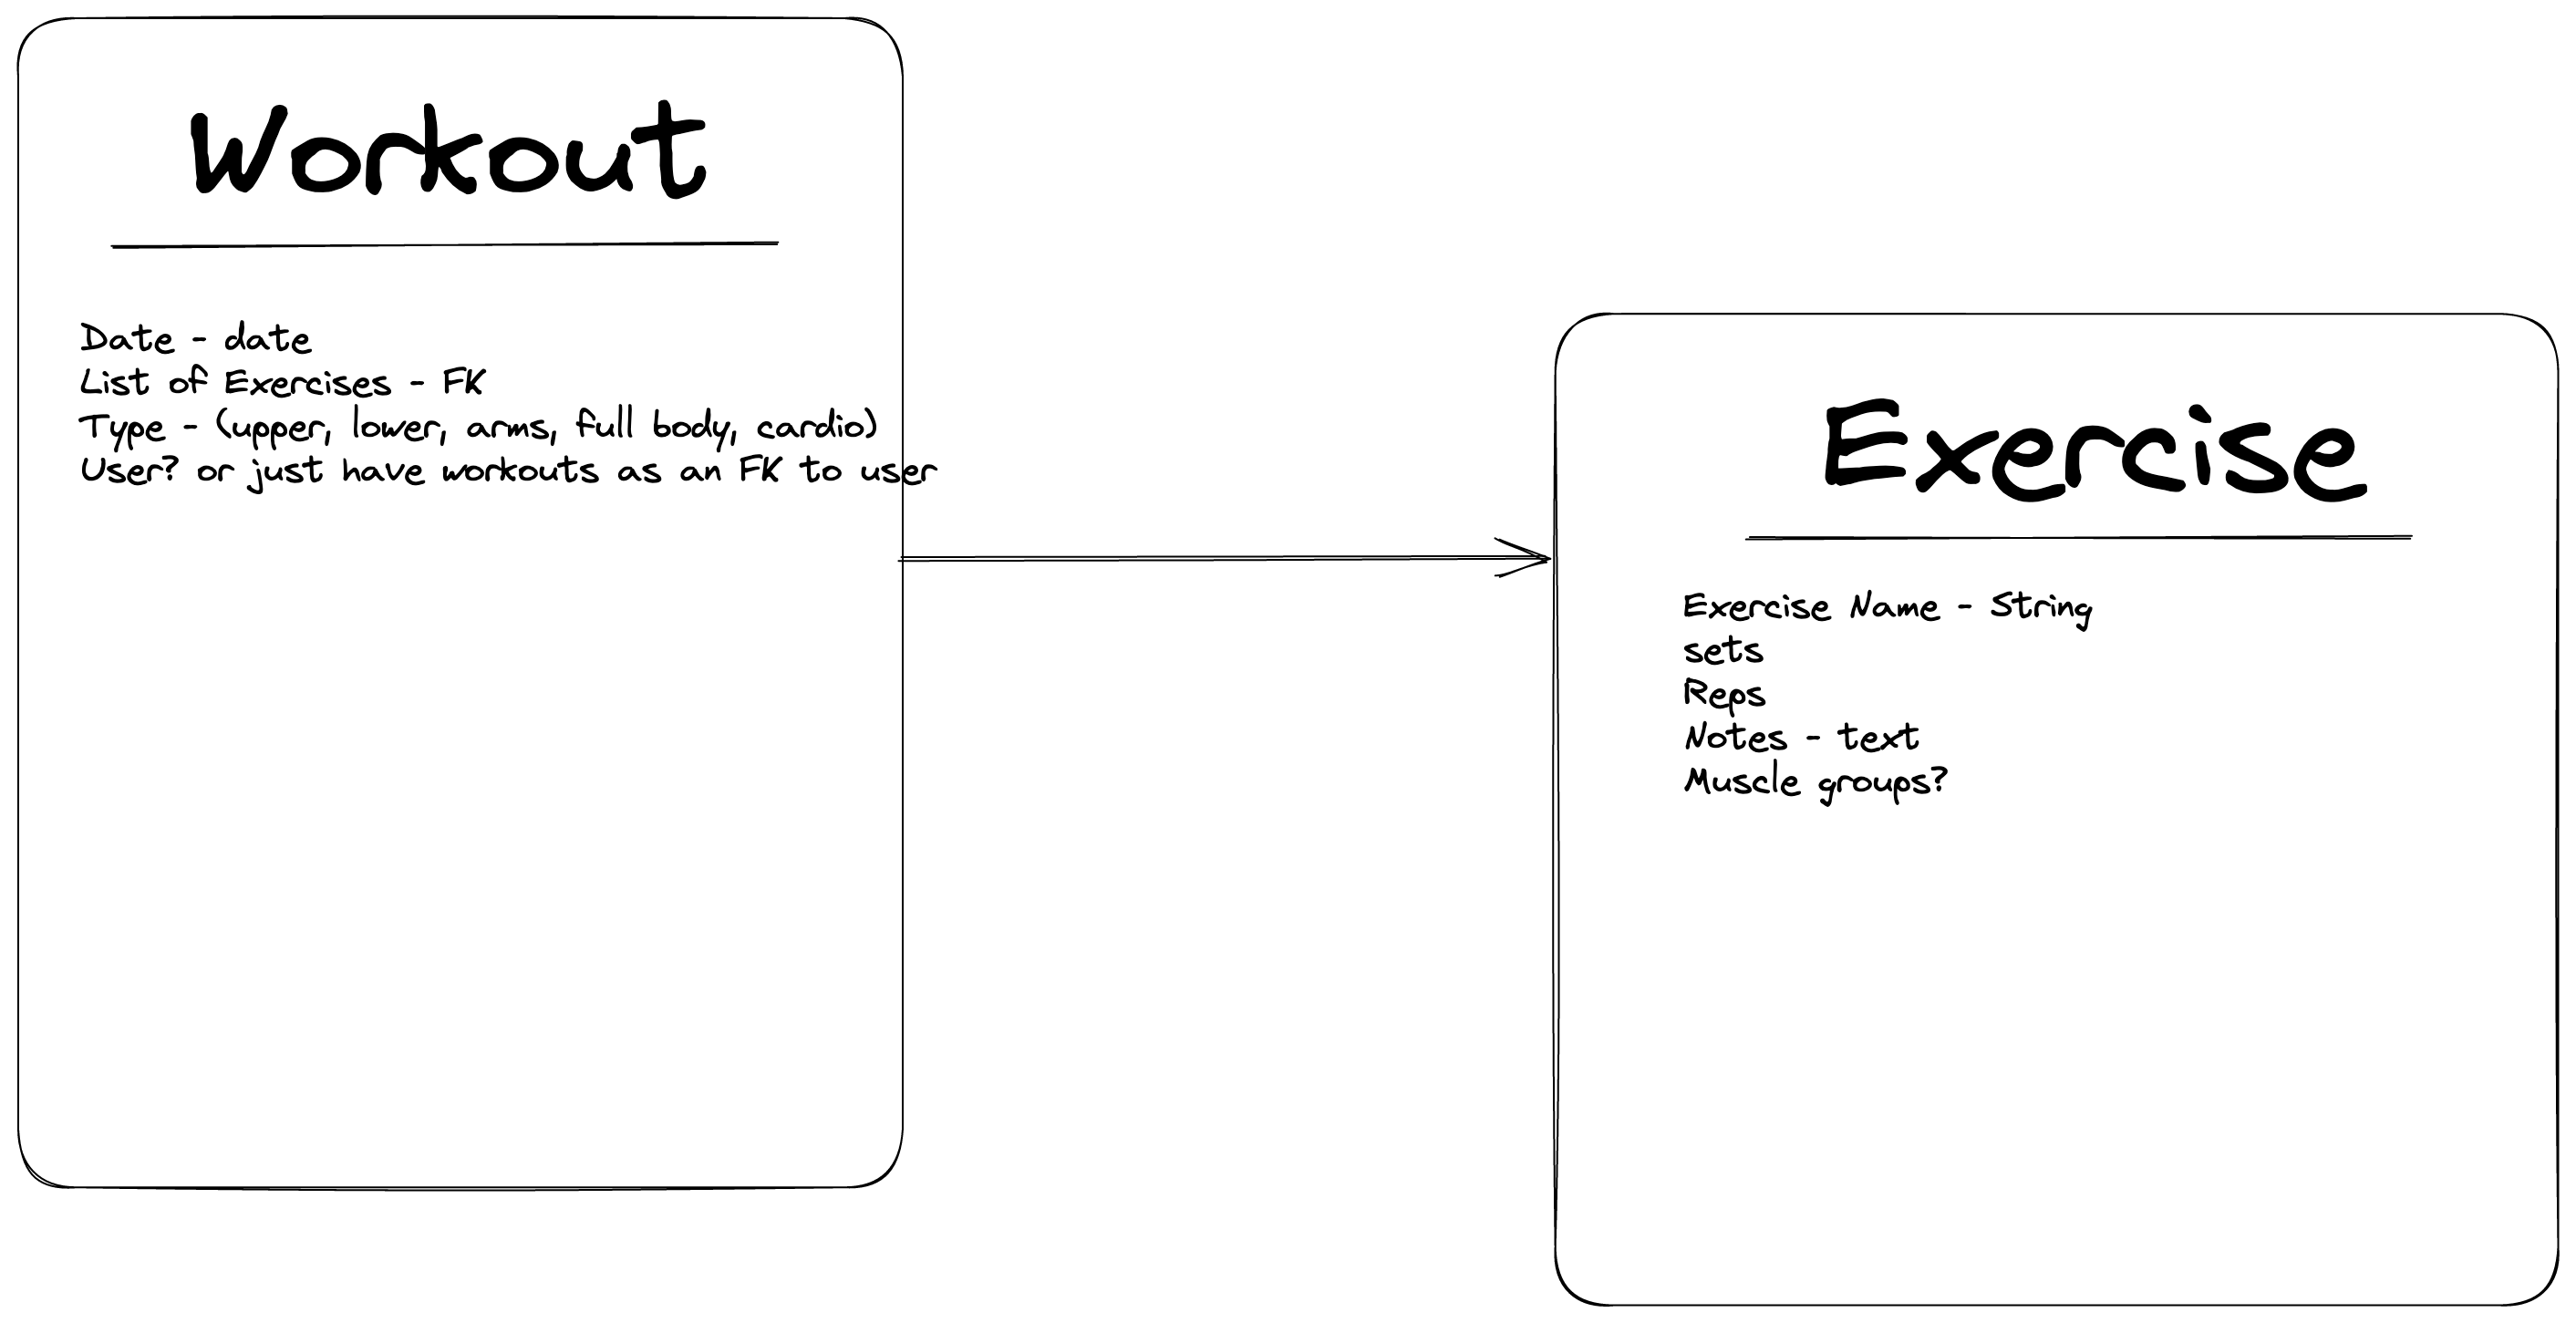 Workout
Date - date
List of Exercises - FK
Type - (upper, lower, arms, full body, cardio)
User? or just have workouts as an FK to user
Exercise
Exercise Name - String
sets
Reps
Notes - text
Muscle groups?